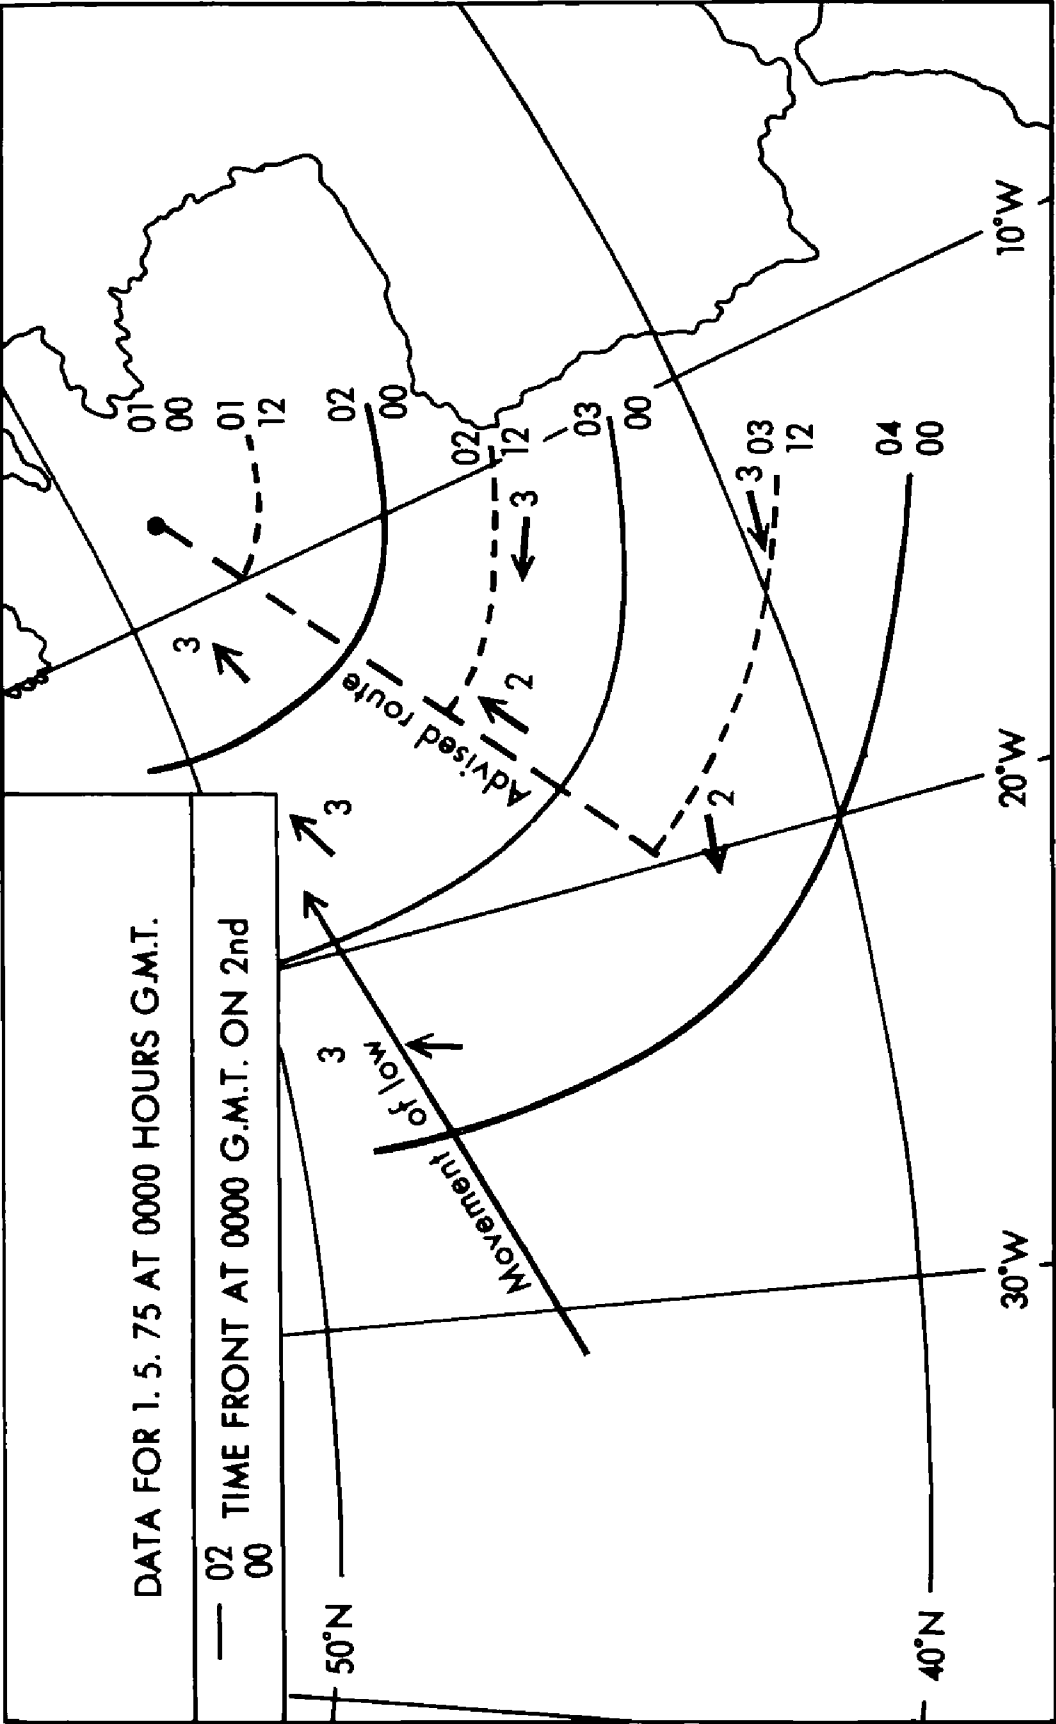 DATA FOR 1. 5. 75 AT 0000 HOURS G.M.T.
02
00
TIME FRONT AT 0000 G.M.T. ON 2nd
50°N
40°N
30°W
20°W
10°W
Movement of low
Advised route
3
3
3
2
2
3
3
01
00
01
12
02
00
02
12
03
00
03
12
04
00